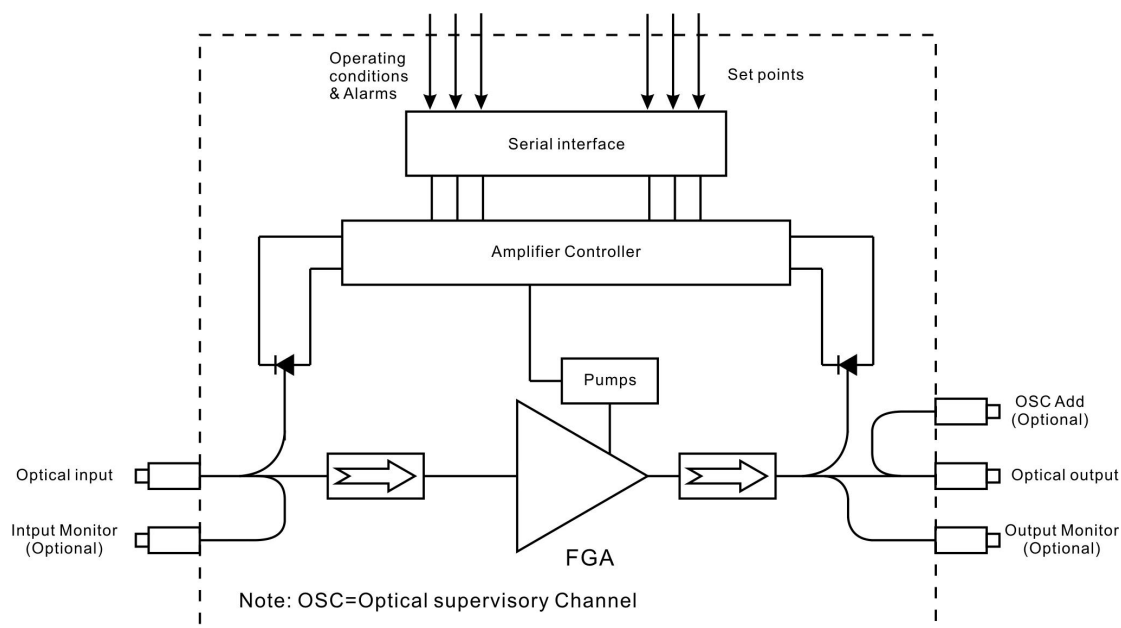 Operating
conditions
& Alarms
Set points
Serial interface
Amplifier Controller
Pumps
OSC Add
(Optional)
Optical input
Optical output
Intput Monitor
(Optional)
Output Monitor
(Optional)
FGA
Note: OSC=Optical supervisory Channel